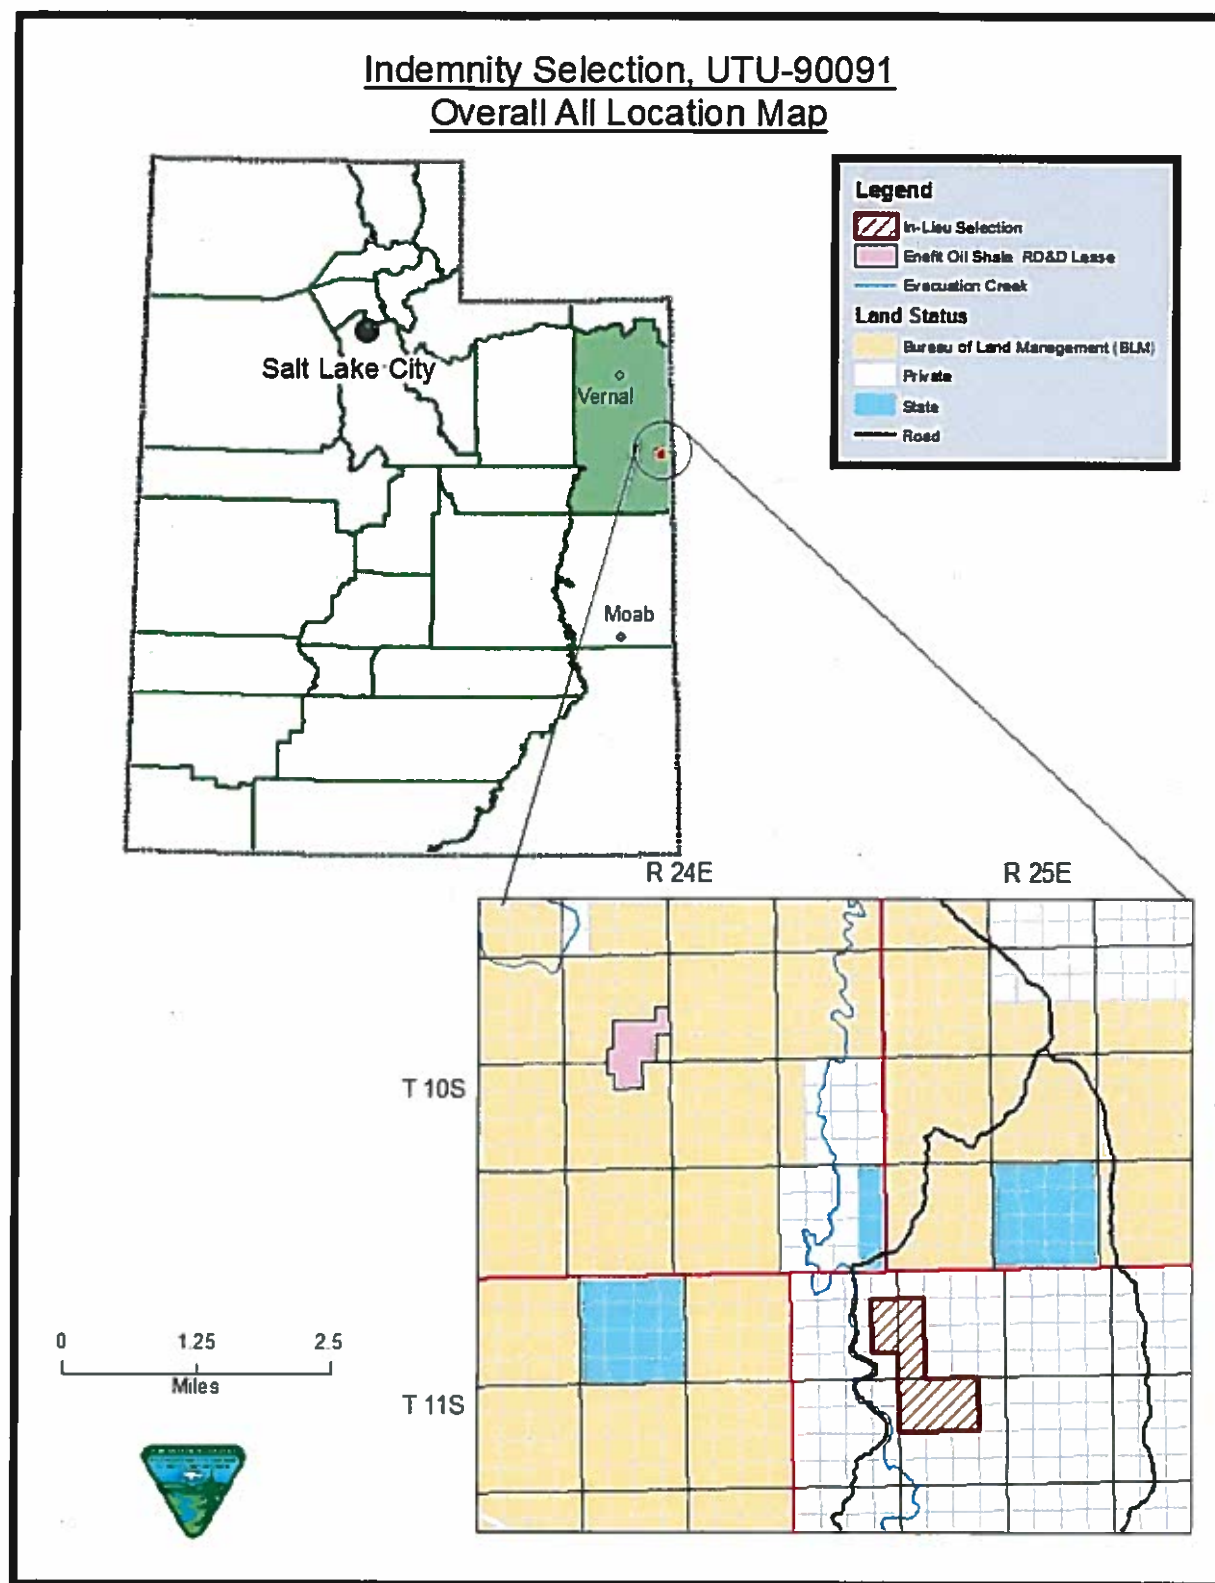 Indemnity Selection, UTU-90091
Overall All Location Map
Legend
In-Lieu Selection
Enefit Oil Shale RD&D Lease
Evacuation Creek
Land Status
Bureau of Land Management (BLM)
Private
State
Road
Salt Lake City
Vernal
Moab
R 24E
R 25E
T 10S
T 11S
0
1.25
2.5
Miles